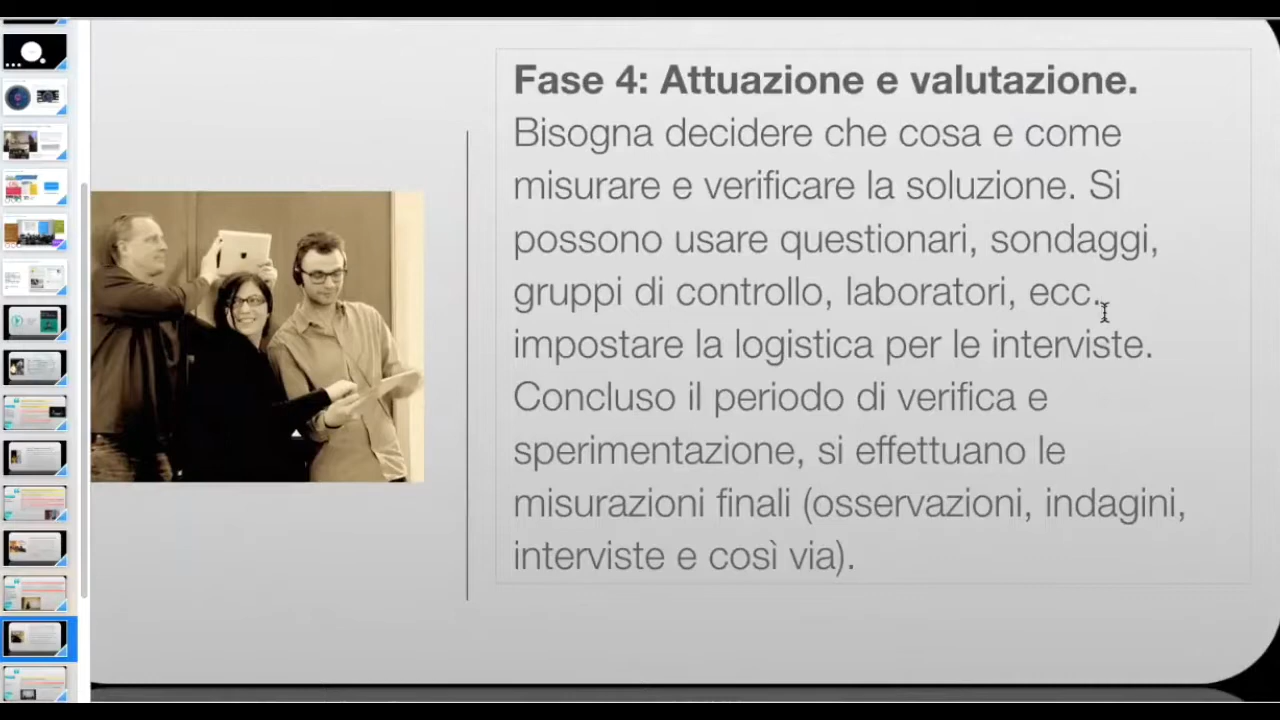 Fase 4: Attuazione e valutazione.
Bisogna decidere che cosa e come
misurare e verificare la soluzione. Si
possono usare questionari, sondaggi,
gruppi di controllo, laboratori, ecc.
impostare la logistica per le interviste.
Concluso il periodo di verifica e
sperimentazione, si effettuano le
misurazioni finali (osservazioni, indagini,
interviste e così via).